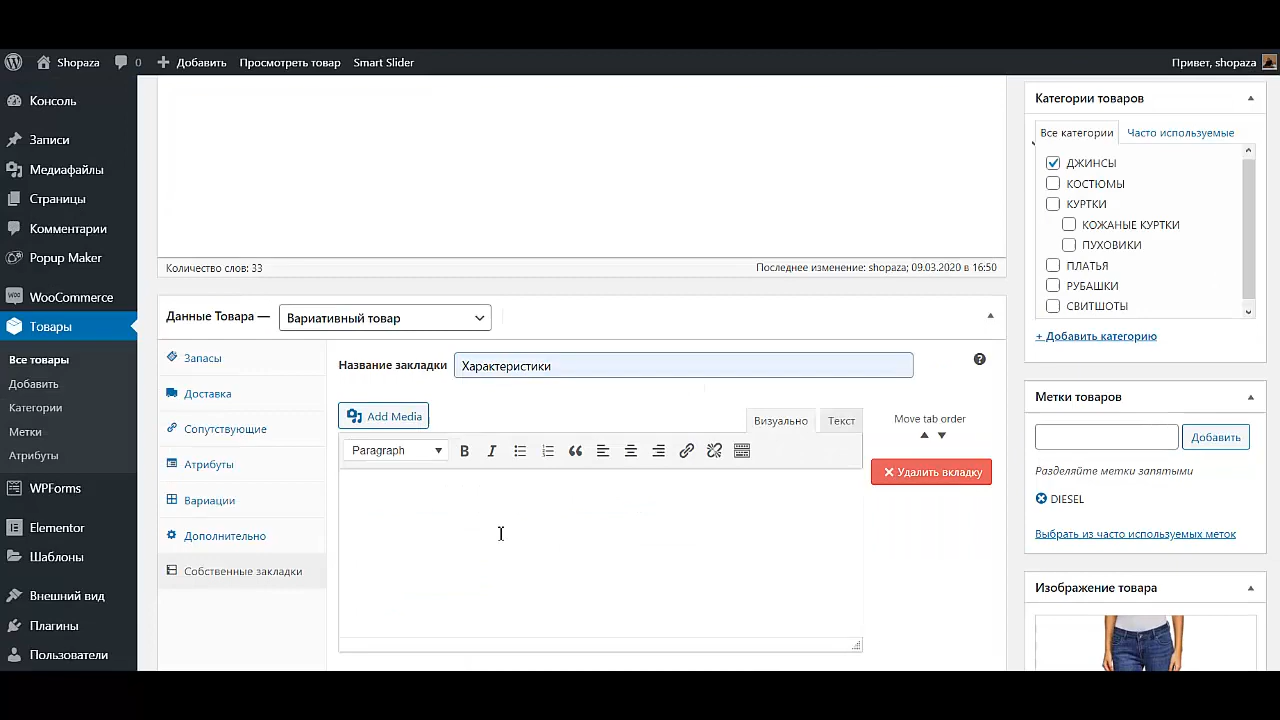 Shopaza 0 Добавить Просмотреть товар Smart Slider Привет, shopaza
Консоль
Записи
Медиафайлы
Страницы
Комментарии
Popup Maker
WooCommerce
Товары
Все товары
Добавить
Категории
Метки
Атрибуты
WPForms
Elementor
Шаблоны
Внешний вид
Плагины
Пользователи
Количество слов: 33 Последнее изменение: shopaza; 09.03.2020 в 16:50
Данные Товара — Вариативный товар
Запасы
Доставка
Сопутствующие
Атрибуты
Вариации
Дополнительно
Собственные закладки
Название закладки Характеристики
Add Media Визуально Текст
Paragraph B I
Move tab order
Удалить вкладку
Категории товаров
Все категории Часто используемые
ДЖИНСЫ
КОСТЮМЫ
КУРТКИ
КОЖАНЫЕ КУРТКИ
ПУХОВИКИ
ПЛАТЬЯ
РУБАШКИ
СВИТШОТЫ
+ Добавить категорию
Метки товаров
Добавить
Разделяйте метки запятыми
DIESEL
Выбрать из часто используемых меток
Изображение товара